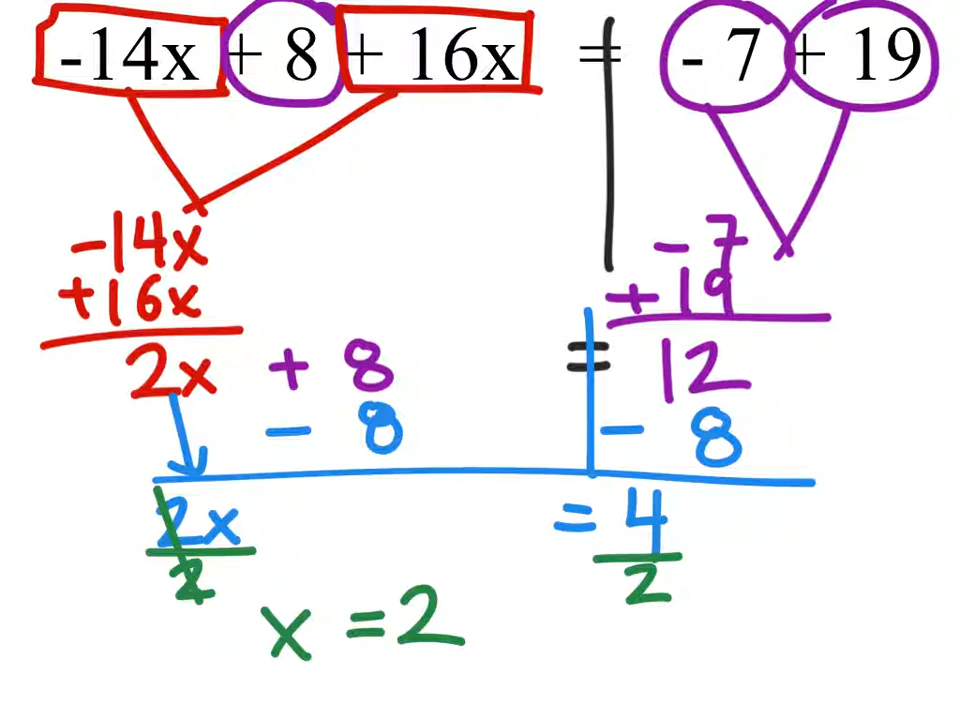 -14x + 8 + 16x = - 7 + 19
-14x - 7
+16x + 19
2x + 8 = 12
- 8 - 8
2x = 4
2 2
x = 2